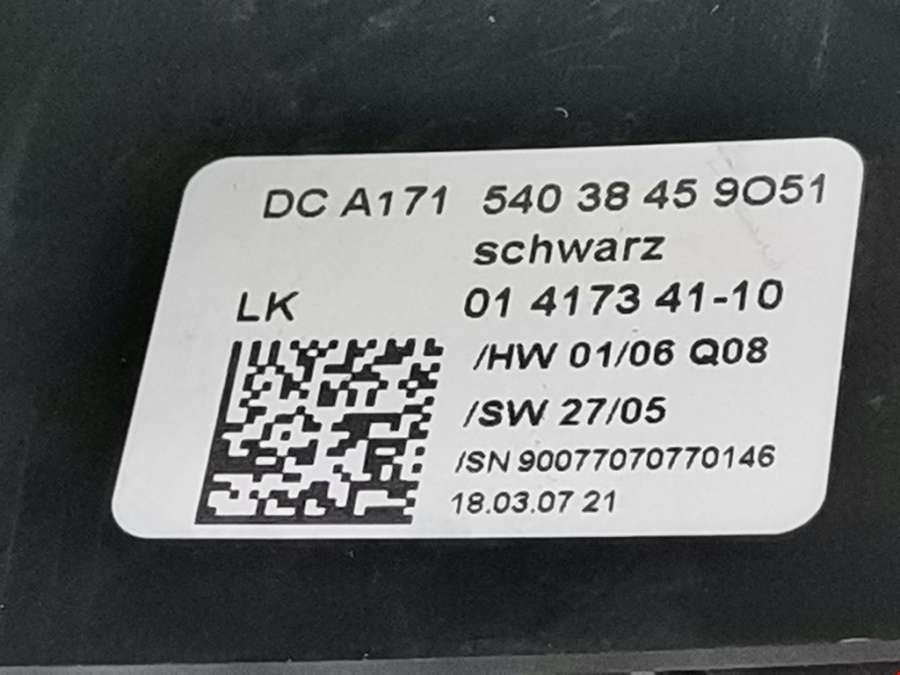 DC A171 540 38 45 9O51
schwarz
LK 01 4173 41-10
/HW 01/06 Q08
/SW 27/05
/SN 90077070770146
18.03.07 21